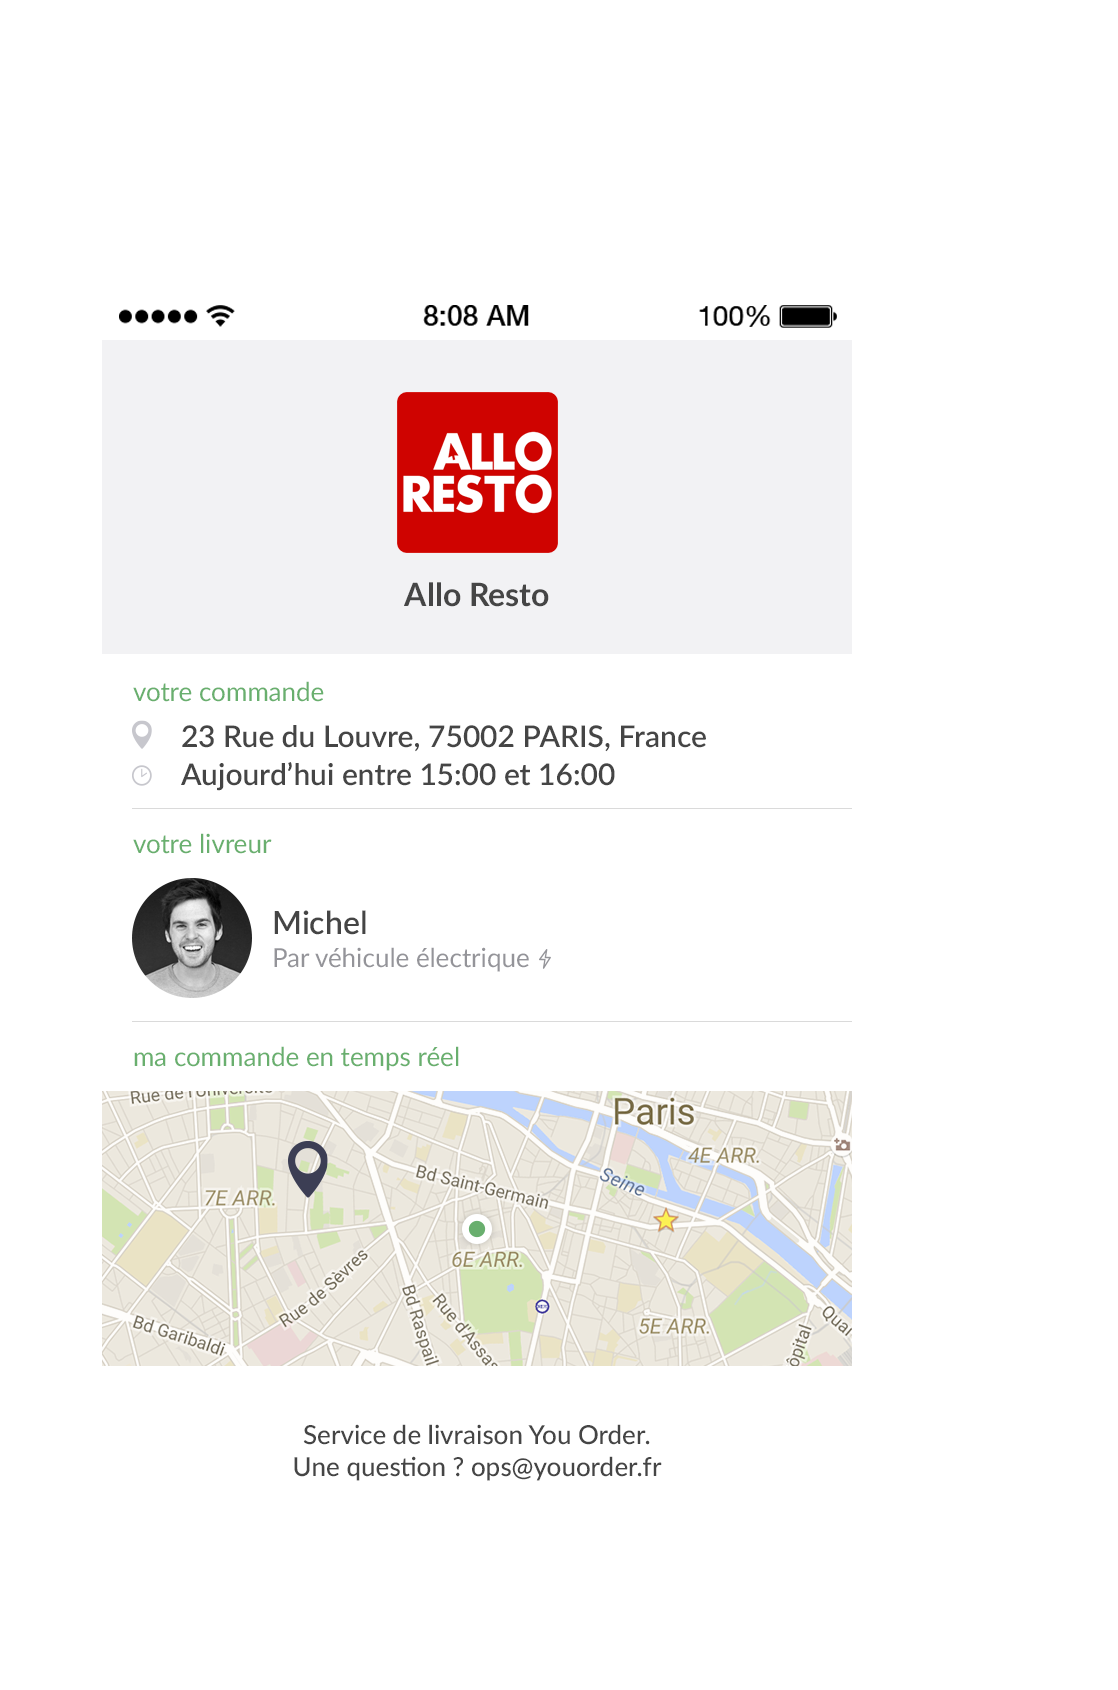 8:08 AM
100%
ALLO
RESTO
Allo Resto
votre commande
23 Rue du Louvre, 75002 PARIS, France
Aujourd’hui entre 15:00 et 16:00
votre livreur
Michel
Par véhicule électrique
ma commande en temps réel
Rue de l'Université
Paris
4E ARR.
Bd Saint-Germain
Seine
7E ARR.
6E ARR.
Rue de Sèvres
Bd Raspail
Rue d'Assas
5E ARR.
Bd Garibaldi
Service de livraison You Order.
Une question ? ops@youorder.fr